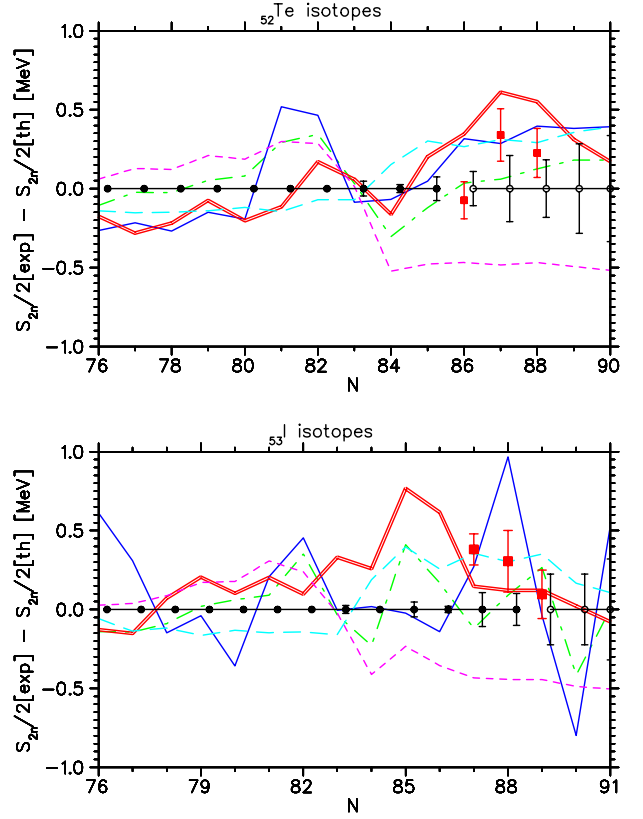 52Te isotopes
S2n/2[exp] − S2n/2[th] [MeV]
1.0
0.5
0.0
−0.5
−1.0
76 78 80 82 84 86 88 90
N
53I isotopes
S2n/2[exp] − S2n/2[th] [MeV]
1.0
0.5
0.0
−0.5
−1.0
76 79 82 85 88 91
N